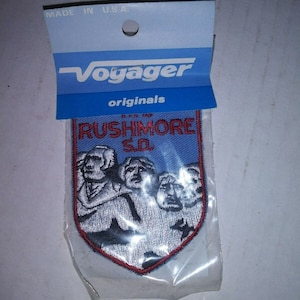 MADE IN U.S.A.
Voyager
originals
RUSHMORE
S.D.